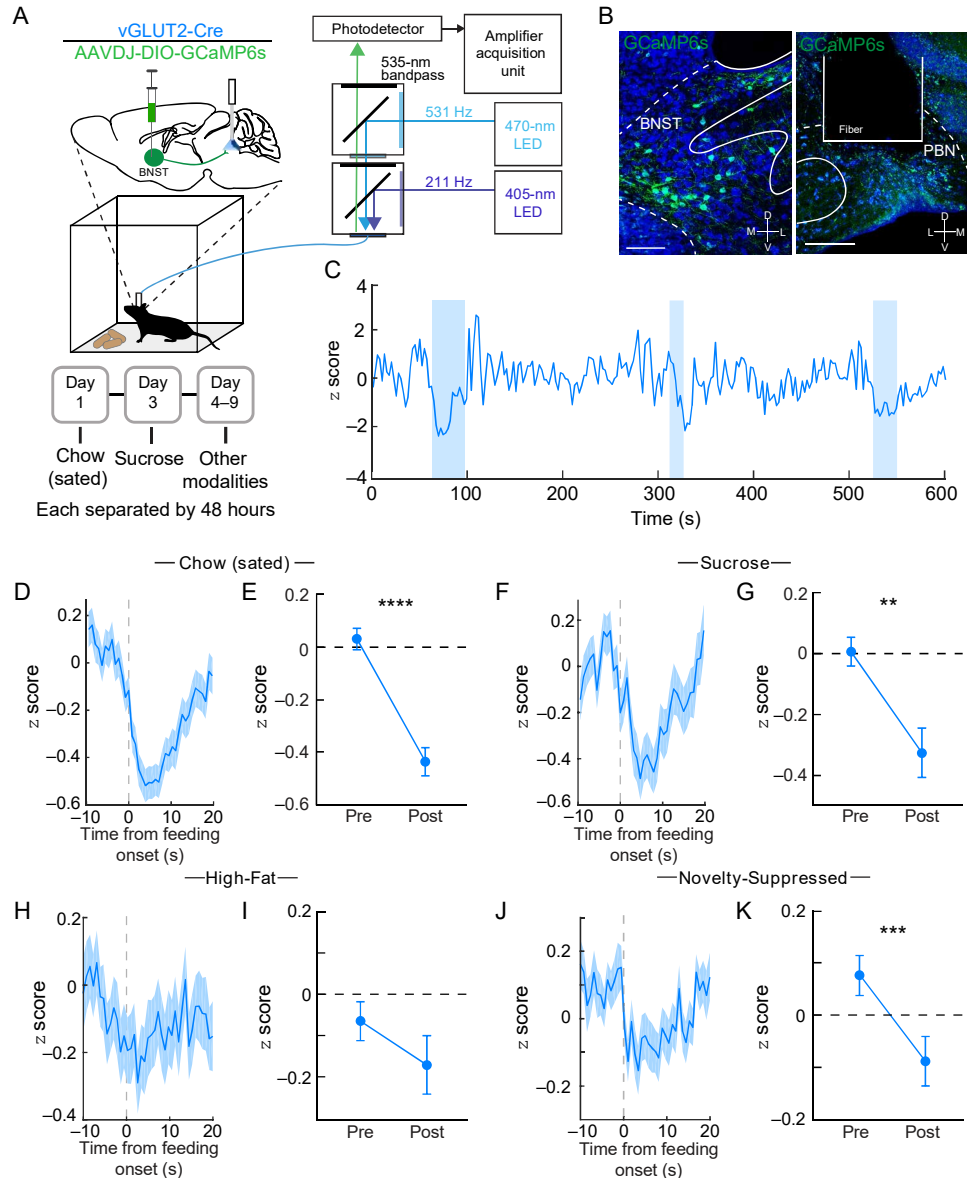 A
vGLUT2-Cre
AAVDJ-DIO-GCaMP6s
BNST
Photodetector
Amplifier
acquisition
unit
535-nm
bandpass
531 Hz
470-nm
LED
211 Hz
405-nm
LED
Day
1
Day
3
Day
4–9
Chow
(sated)
Sucrose
Other
modalities
Each separated by 48 hours
B
GCaMP6s
BNST
D
M L
V
GCaMP6s
Fiber
PBN
D
L M
V
C
z score
4
2
0
–2
–4
0 100 200 300 400 500 600
Time (s)
Chow (sated)
D
z score
0.2
0
–0.2
–0.4
–0.6
–10 0 10 20
Time from feeding
onset (s)
E
z score
0.2
0
–0.2
–0.4
–0.6
****
Pre Post
Sucrose
F
z score
0.2
0
–0.2
–0.4
–0.6
–10 0 10 20
Time from feeding
onset (s)
G
z score
0.2
0
–0.2
–0.4
**
Pre Post
High-Fat
H
z score
0.2
0
–0.2
–0.4
–10 0 10 20
Time from feeding
onset (s)
I
z score
0.2
0
–0.2
Pre Post
Novelty-Suppressed
J
z score
0.2
0
0.2
–10 0 10 20
Time from feeding
onset (s)
K
z score
0.2
0
–0.2
***
Pre Post